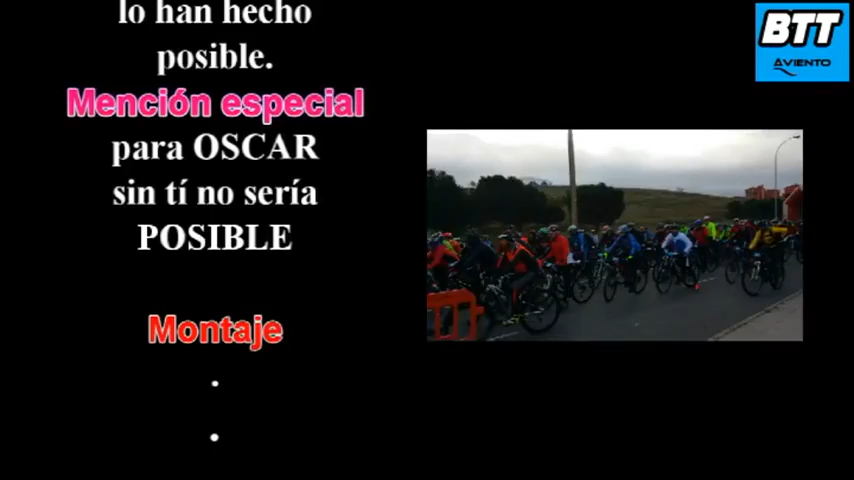 lo han hecho
posible.
Mención especial
para OSCAR
sin tí no sería
POSIBLE
Montaje
.
.
BTT
AVIENTO